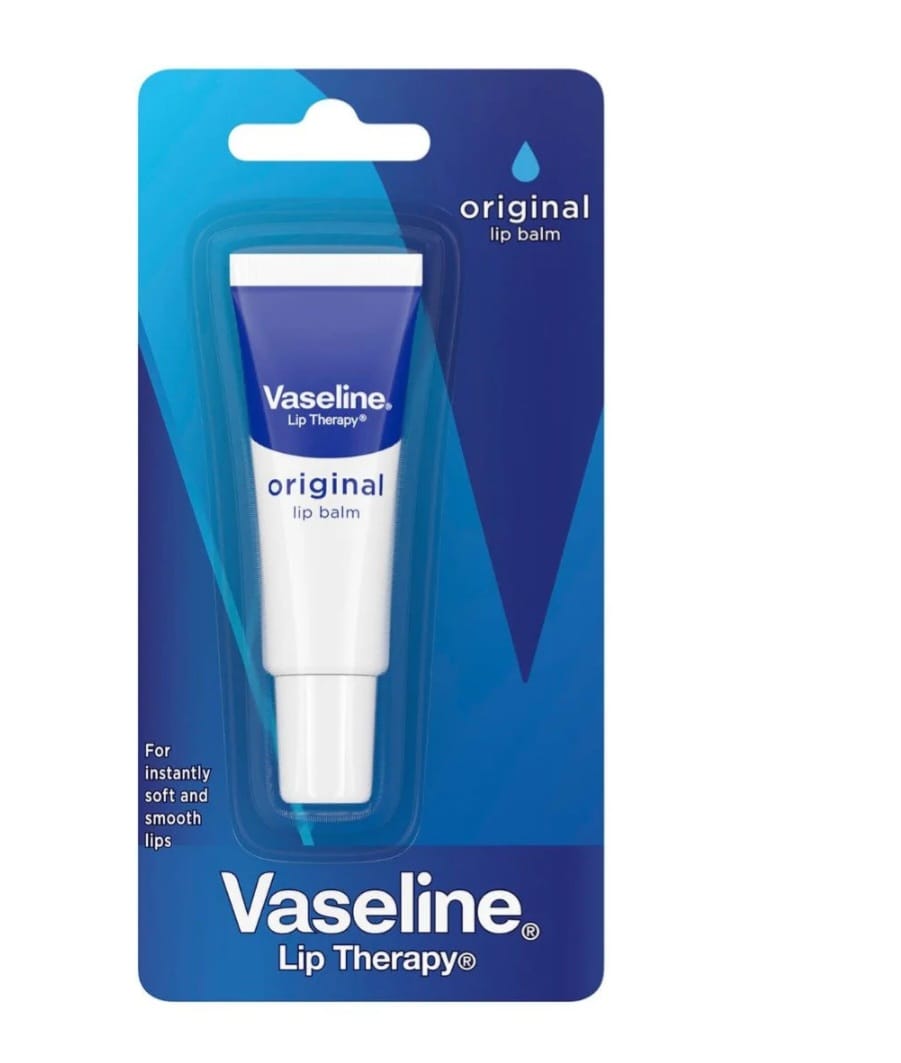 original
lip balm
Vaseline®
Lip Therapy®
original
lip balm
For
instantly
soft and
smooth
lips
Vaseline®
Lip Therapy®